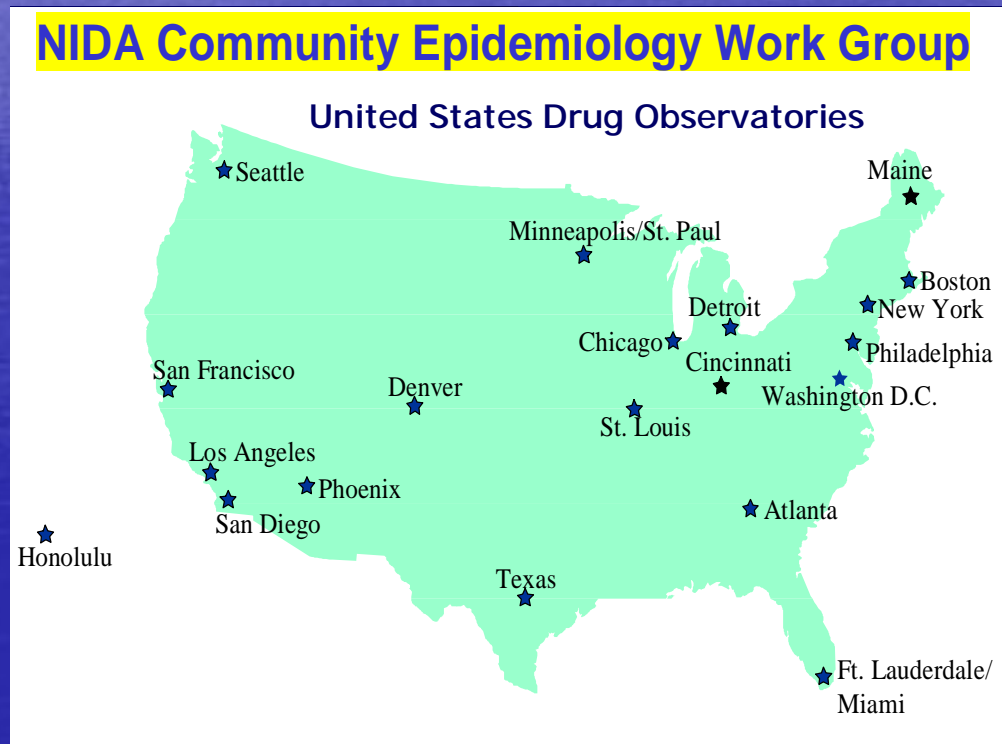 NIDA Community Epidemiology Work Group
United States Drug Observatories
Seattle
Maine
Minneapolis/St. Paul
Boston
New York
Detroit
Chicago
Philadelphia
Cincinnati
San Francisco
Denver
Washington D.C.
St. Louis
Los Angeles
Phoenix
San Diego
Atlanta
Honolulu
Texas
Ft. Lauderdale/
Miami